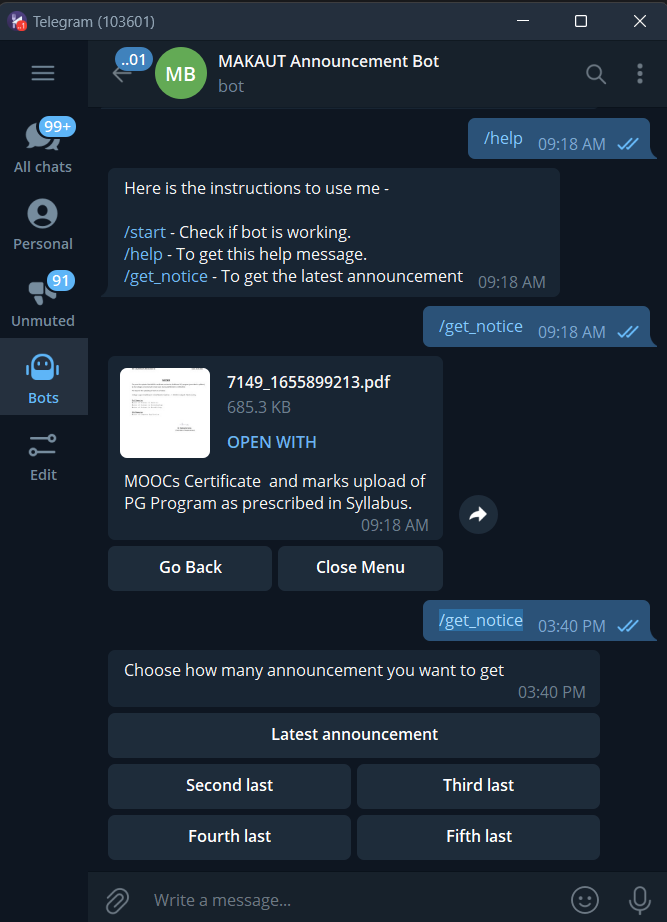 Telegram (103601)
..01
MB
MAKAUT Announcement Bot
bot
99+
All chats
Personal
91
Unmuted
Bots
Edit
/help 09:18 AM
Here is the instructions to use me -
/start - Check if bot is working.
/help - To get this help message.
/get_notice - To get the latest announcement 09:18 AM
/get_notice 09:18 AM
7149_1655899213.pdf
685.3 KB
OPEN WITH
MOOCs Certificate and marks upload of
PG Program as prescribed in Syllabus.
09:18 AM
Go Back Close Menu
/get_notice 03:40 PM
Choose how many announcement you want to get
03:40 PM
Latest announcement
Second last Third last
Fourth last Fifth last
Write a message...